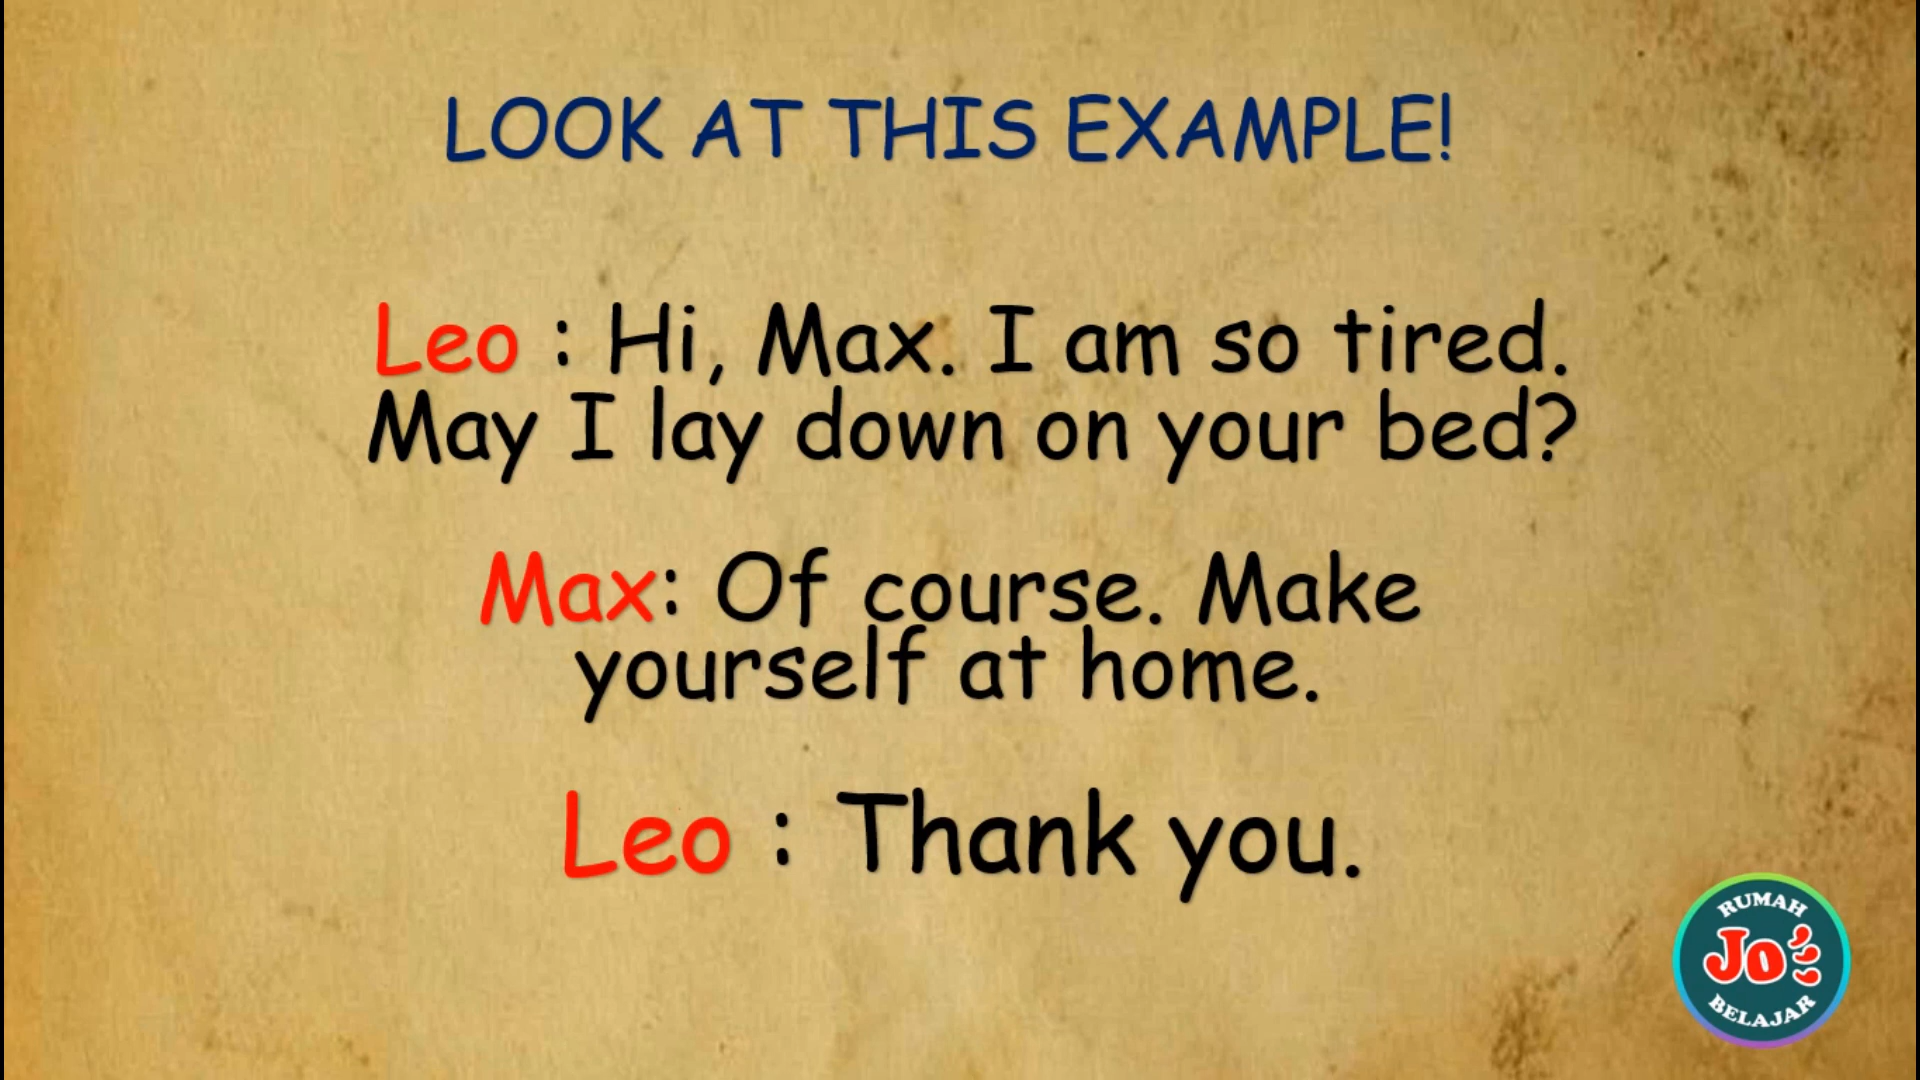 LOOK AT THIS EXAMPLE!
Leo : Hi, Max. I am so tired.
May I lay down on your bed?
Max: Of course. Make
yourself at home.
Leo : Thank you.
RUMAH
Jo
BELAJAR